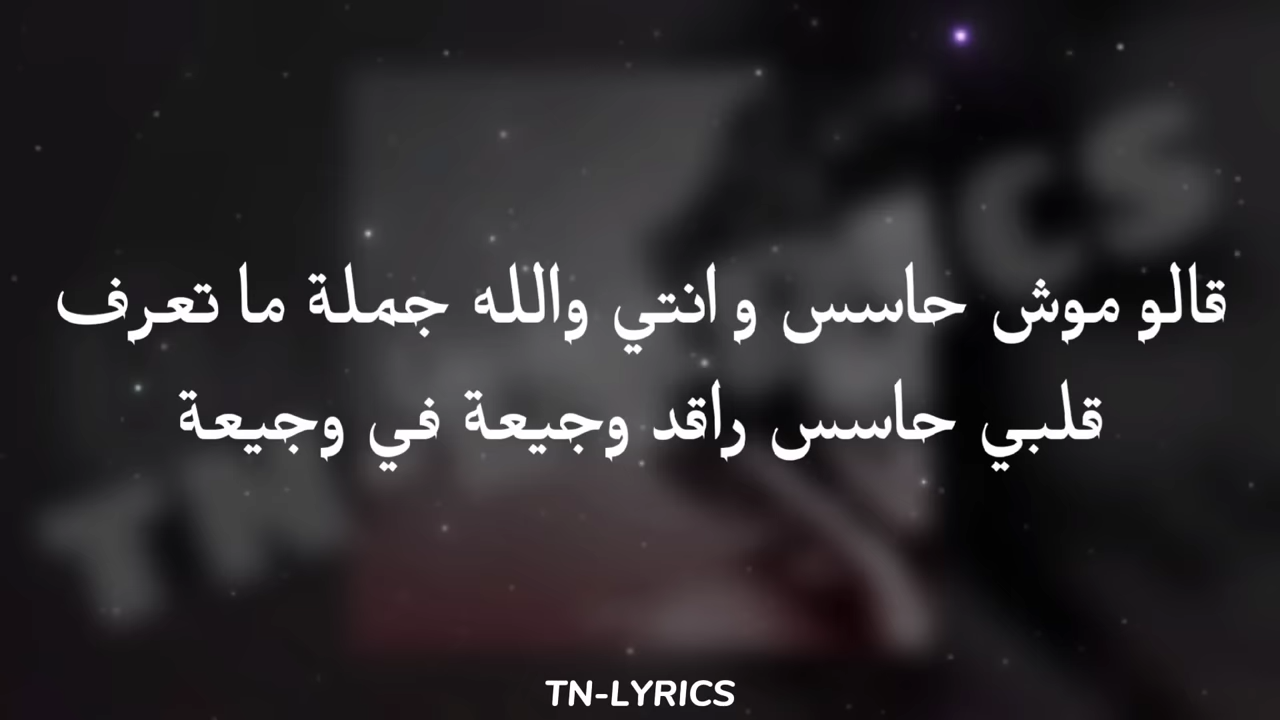 قالو موش حاسس و انتي والله جملة ما تعرف
قلبي حاسس راقد وجيعة في وجيعة
TN-LYRICS